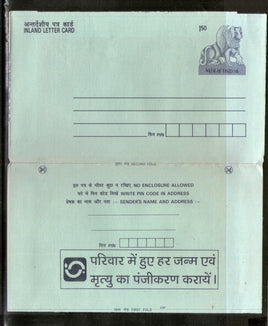 अन्तर्देशीय पत्र कार्ड
INLAND LETTER CARD
150
भारत INDIA
पिन PIN
SECOND FOLD
इस पत्र के भीतर कुछ न रखिये NO ENCLOSURE ALLOWED
पते में पिन कोड लिखें WRITE PIN CODE IN ADDRESS
प्रेषक का नाम और पता :- SENDER'S NAME AND ADDRESS
पिन PIN
परिवार में हुए हर जन्म एवं
मृत्यु का पंजीकरण करायें।
FIRST FOLD